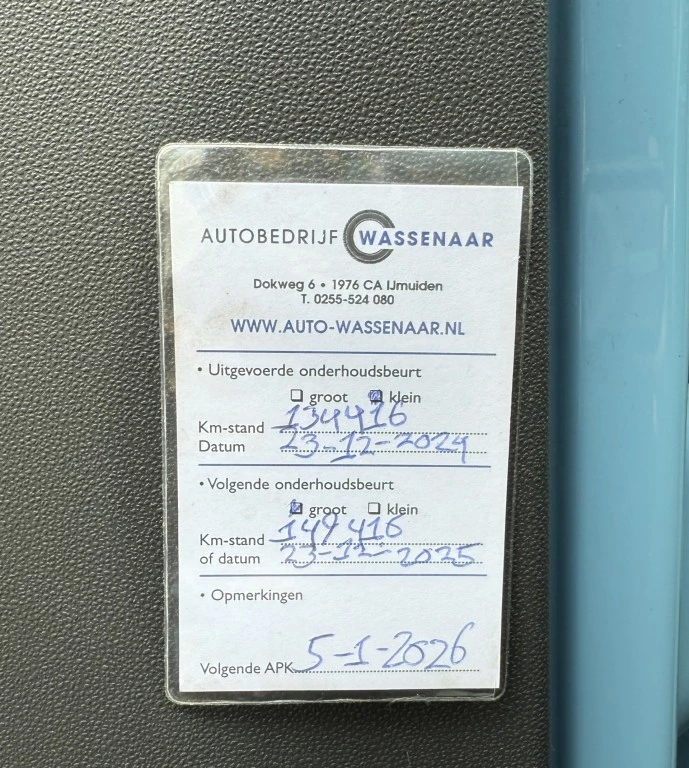 AUTOBEDRIJF WASSENAAR
Dokweg 6 • 1976 CA IJmuiden
T. 0255-524 080
WWW.AUTO-WASSENAAR.NL
• Uitgevoerde onderhoudsbeurt
groot klein
Km-stand 134416
Datum 23-12-2024
• Volgende onderhoudsbeurt
groot klein
Km-stand 149416
of datum 23-12-2025
• Opmerkingen
Volgende APK 5-1-2026